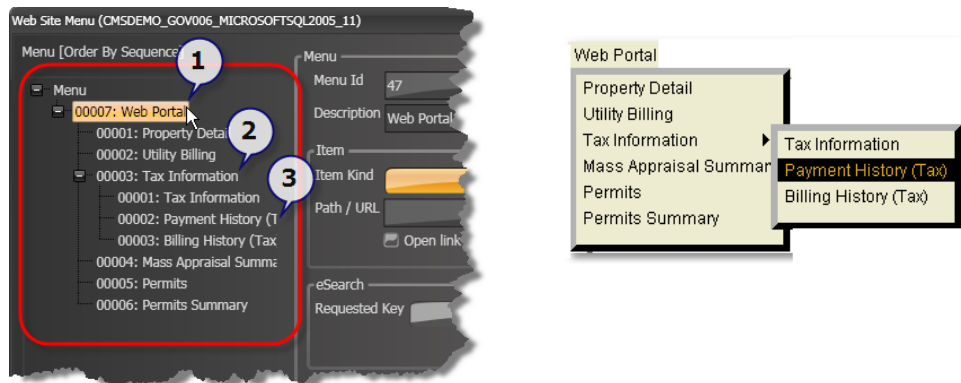 Web Site Menu (CMSDEMO_GOV006_MICROSOFTSQL2005_11)
Menu [Order By Sequence]
1
Menu
00007: Web Portal
00001: Property Detail
2
00002: Utility Billing
00003: Tax Information
3
00001: Tax Information
00002: Payment History (T
00003: Billing History (Tax
00004: Mass Appraisal Summa
00005: Permits
00006: Permits Summary
Menu
Menu Id 47
Description Web Portal
Item
Item Kind
Path / URL
Open link
eSearch
Requested Key
Web Portal
Property Detail
Utility Billing
Tax Information
Mass Appraisal Summar
Permits
Permits Summary
Tax Information
Payment History (Tax)
Billing History (Tax)